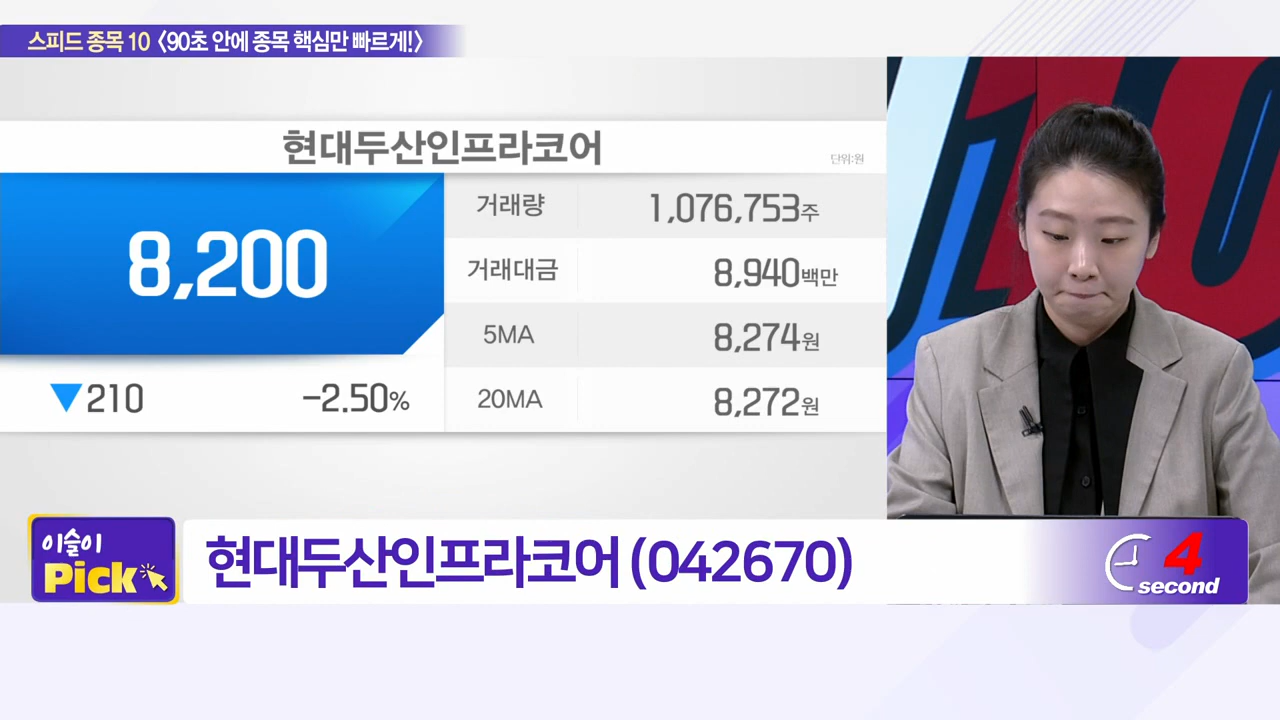 스피드 종목 10 〈90초 안에 종목 핵심만 빠르게!〉
현대두산인프라코어
단위:원
8,200
▼210 -2.50%
거래량 1,076,753주
거래대금 8,940백만
5MA 8,274원
20MA 8,272원
이슬이
Pick
현대두산인프라코어 (042670)
4
second